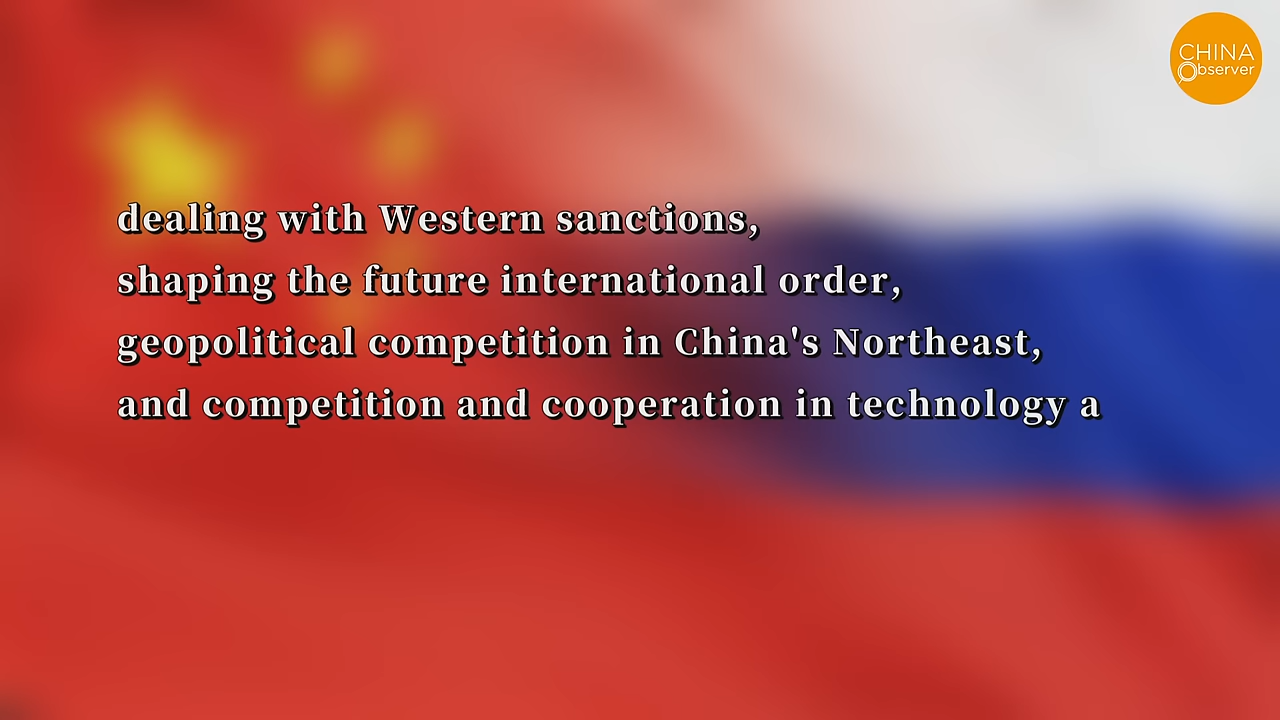 CHINA
Observer
dealing with Western sanctions,
shaping the future international order,
geopolitical competition in China's Northeast,
and competition and cooperation in technology a